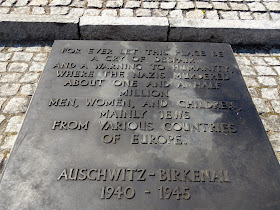 FOR EVER LET THIS PLACE BE
A CRY OF DESPAIR
AND A WARNING TO HUMANITY,
WHERE THE NAZIS MURDERED
ABOUT ONE AND A HALF
MILLION
MEN, WOMEN, AND CHILDREN,
MAINLY JEWS
FROM VARIOUS COUNTRIES
OF EUROPE.
AUSCHWITZ-BIRKENAU
1940 - 1945